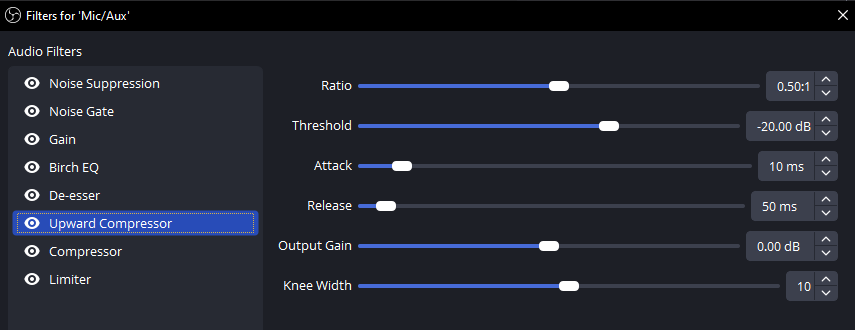 Filters for 'Mic/Aux'
Audio Filters
Noise Suppression
Noise Gate
Gain
Birch EQ
De-esser
Upward Compressor
Compressor
Limiter
Ratio 0.50:1
Threshold -20.00 dB
Attack 10 ms
Release 50 ms
Output Gain 0.00 dB
Knee Width 10